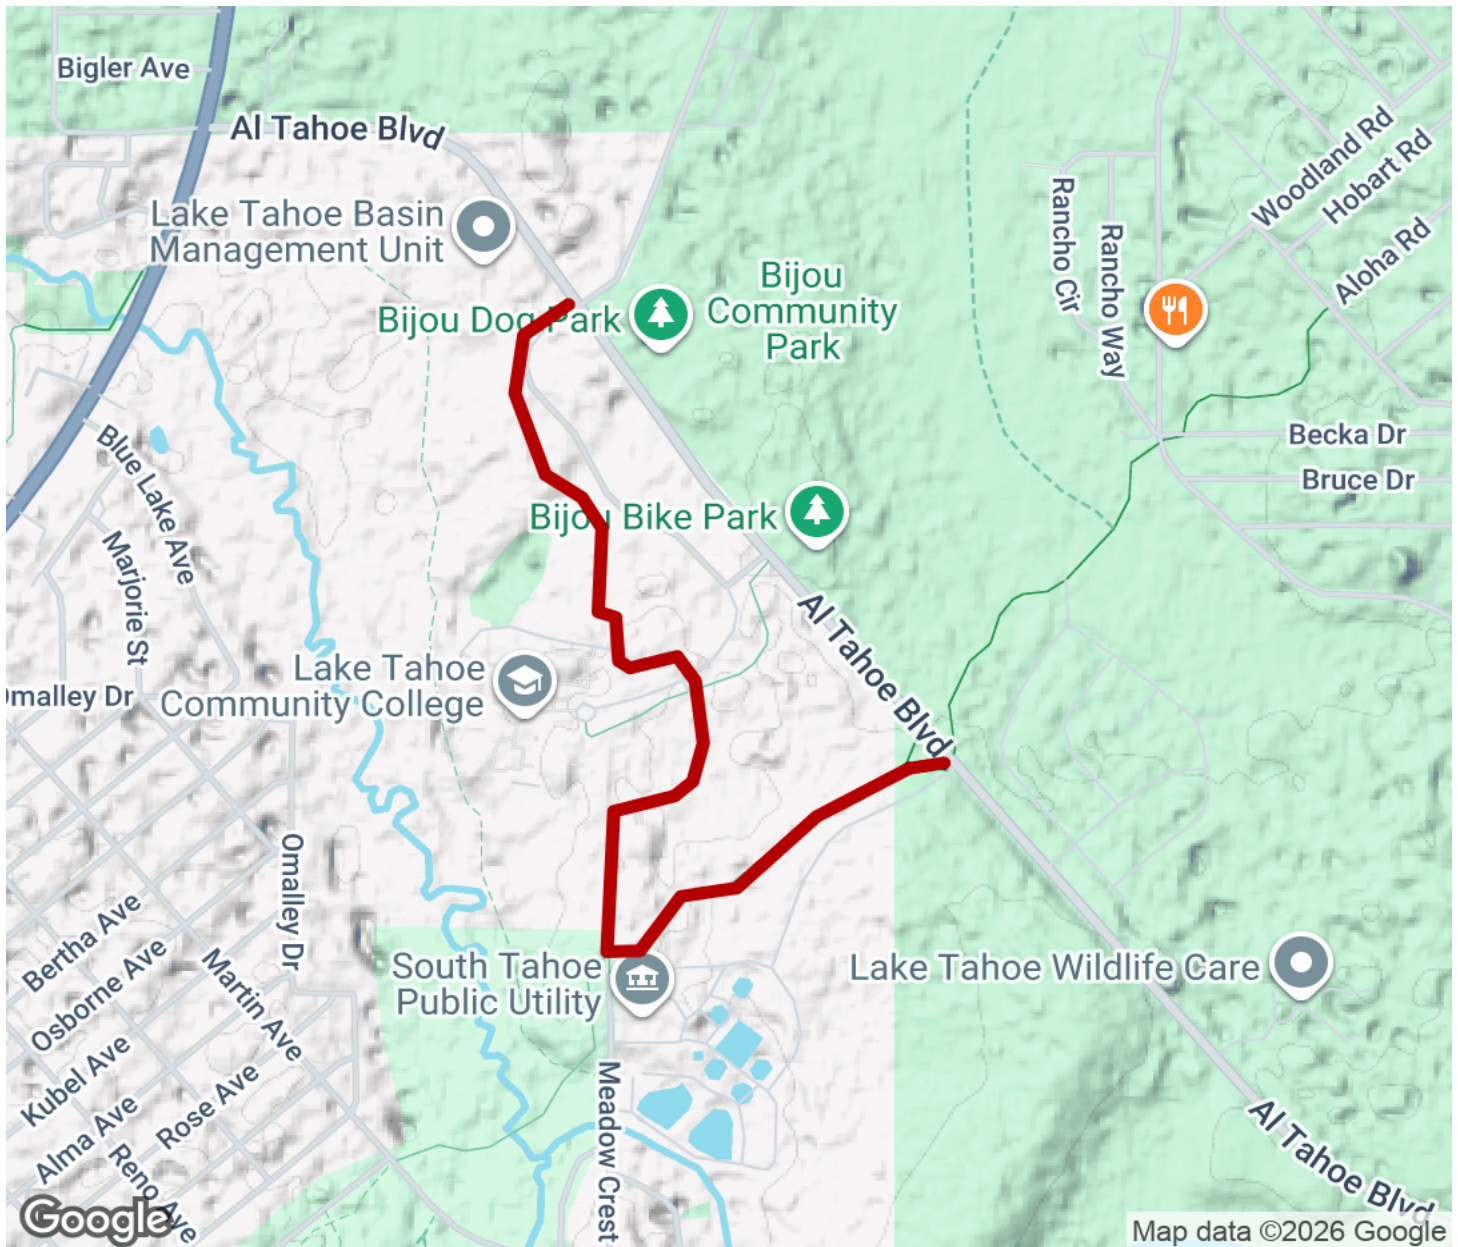 Bigler Ave
Al Tahoe Blvd
Lake Tahoe Basin
Management Unit
Bijou Dog Park
Bijou
Community
Park
Rancho Cir
Rancho Way
Woodland Rd
Hobart Rd
Aloha Rd
Becka Dr
Bruce Dr
Blue Lake Ave
Marjorie St
Bijou Bike Park
Al Tahoe Blvd
Lake Tahoe
Community College
Omalley Dr
Omalley Dr
Bertha Ave
Osborne Ave
Martin Ave
Kubel Ave
Rose Ave
Alma Ave
Reno Ave
South Tahoe
Public Utility
Meadow Crest
Lake Tahoe Wildlife Care
Al Tahoe Blvd
Google
Map data ©2026 Google